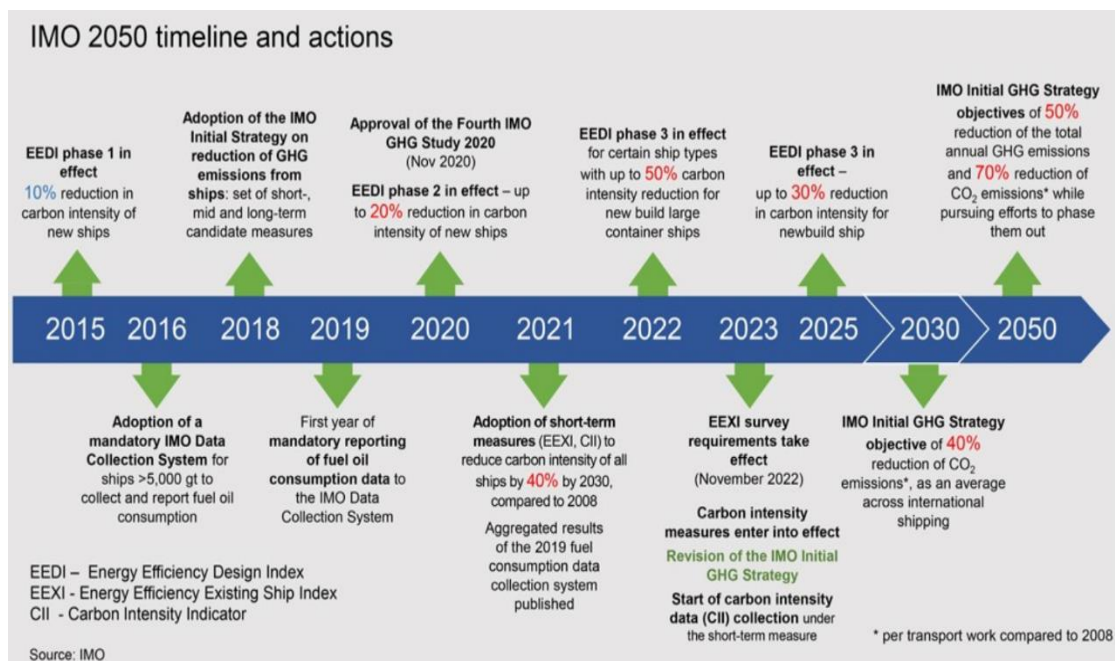 IMO 2050 timeline and actions
EEDI phase 1 in
effect
10% reduction in
carbon intensity of
new ships
Adoption of the IMO
Initial Strategy on
reduction of GHG
emissions from
ships: set of short-,
mid and long-term
candidate measures
Approval of the Fourth IMO
GHG Study 2020
(Nov 2020)
EEDI phase 2 in effect – up
to 20% reduction in carbon
intensity of new ships
EEDI phase 3 in effect
for certain ship types
with up to 50% carbon
intensity reduction for
new build large
container ships
EEDI phase 3 in
effect –
up to 30% reduction
in carbon intensity for
newbuild ship
IMO Initial GHG Strategy
objectives of 50%
reduction of the total
annual GHG emissions
and 70% reduction of
CO₂ emissions* while
pursuing efforts to phase
them out
2015 2016 2018 2019 2020 2021 2022 2023 2025 2030 2050
Adoption of a
mandatory IMO Data
Collection System for
ships >5,000 gt to
collect and report fuel oil
consumption
First year of
mandatory reporting
of fuel oil
consumption data to
the IMO Data
Collection System
Adoption of short-term
measures (EEXI, CII) to
reduce carbon intensity of all
ships by 40% by 2030,
compared to 2008
Aggregated results
of the 2019 fuel
consumption data
collection system
published
EEXI survey
requirements take
effect
(November 2022)
Carbon intensity
measures enter into effect
Revision of the IMO Initial
GHG Strategy
Start of carbon intensity
data (CII) collection under
the short-term measure
IMO Initial GHG Strategy
objective of 40%
reduction of CO₂
emissions*, as an average
across international
shipping
EEDI – Energy Efficiency Design Index
EEXI - Energy Efficiency Existing Ship Index
CII - Carbon Intensity Indicator
* per transport work compared to 2008
Source: IMO